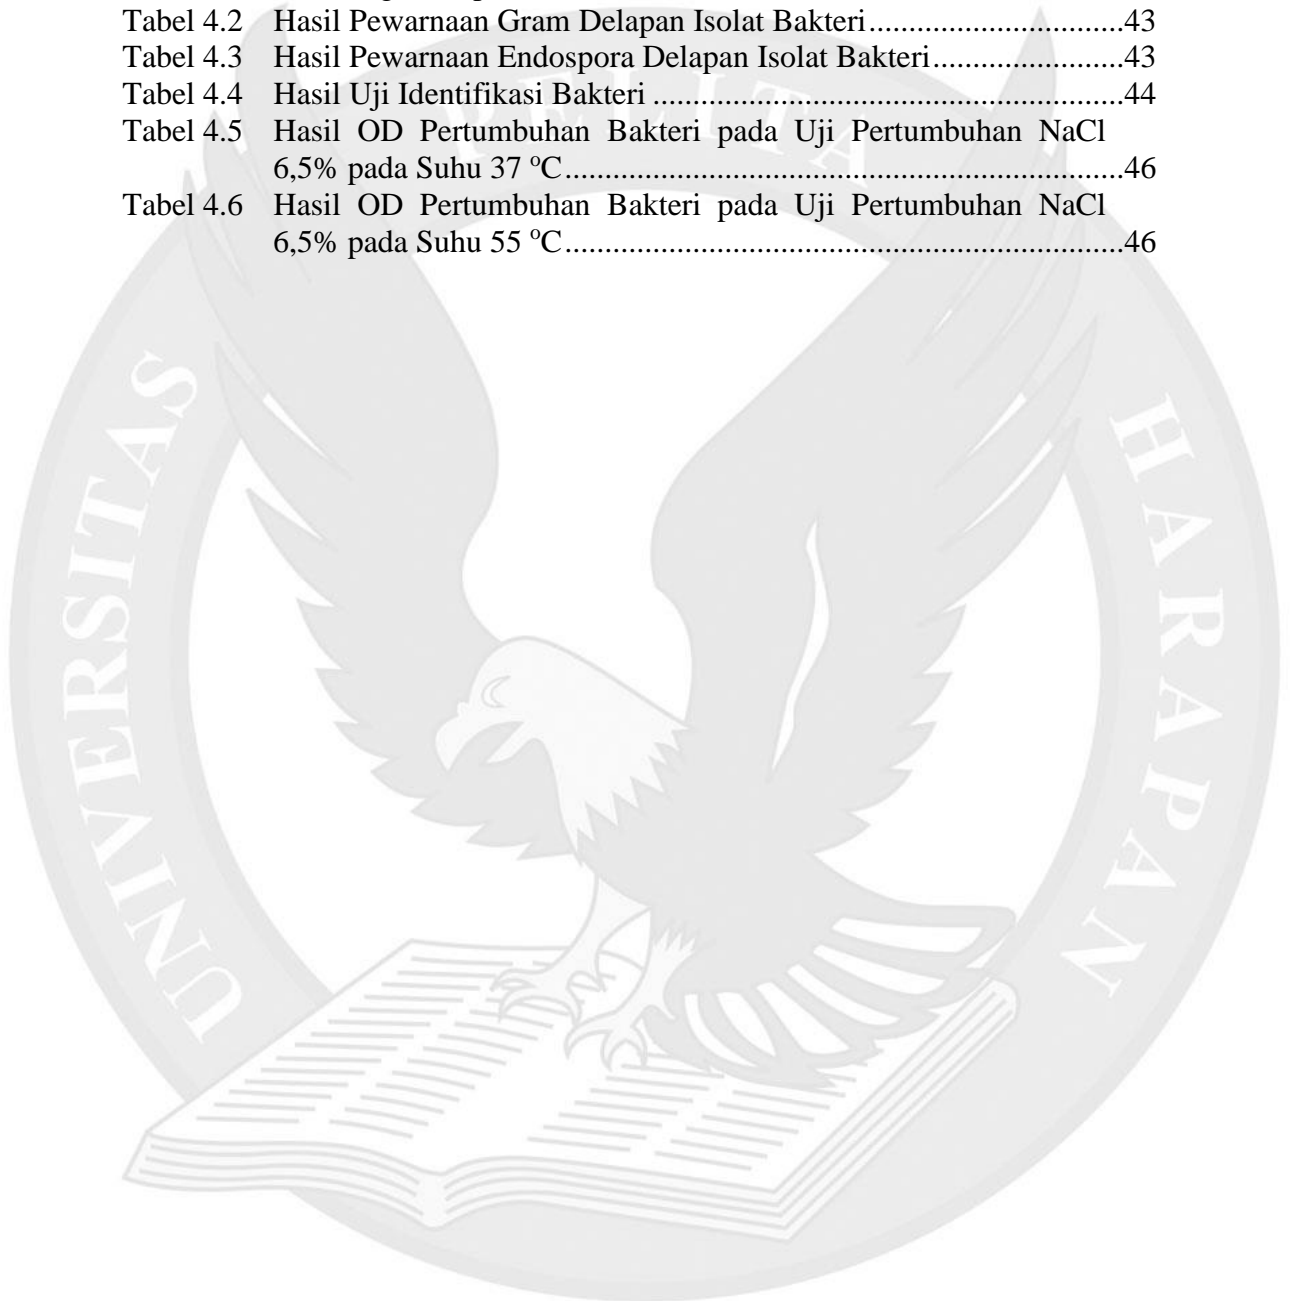 Tabel 4.2 Hasil Pewarnaan Gram Delapan Isolat Bakteri...............................43
Tabel 4.3 Hasil Pewarnaan Endospora Delapan Isolat Bakteri.......................43
Tabel 4.4 Hasil Uji Identifikasi Bakteri .........................................................44
Tabel 4.5 Hasil OD Pertumbuhan Bakteri pada Uji Pertumbuhan NaCl
6,5% pada Suhu 37 ºC....................................................................46
Tabel 4.6 Hasil OD Pertumbuhan Bakteri pada Uji Pertumbuhan NaCl
6,5% pada Suhu 55 ºC....................................................................46
UNIVERSITAS PELITA HARAPAN